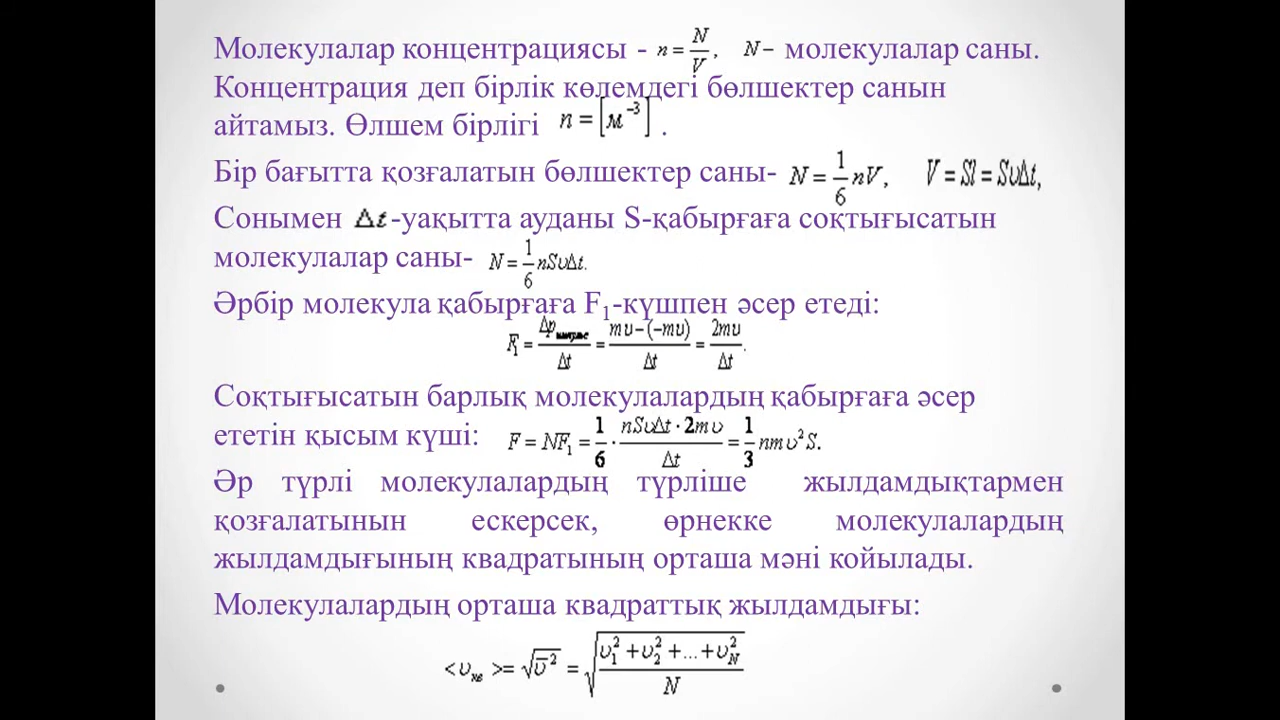 Молекулалар концентрациясы - n = N/V, N – молекулалар саны.
Концентрация деп бірлік көлемдегі бөлшектер санын
айтамыз. Өлшем бірлігі n = [м⁻³] .
Бір бағытта қозғалатын бөлшектер саны- N = 1/6 nV, V = Sl = SυΔt,
Сонымен Δt -уақытта ауданы S-қабырғаға соқтығысатын
молекулалар саны- N = 1/6 nSυΔt.
Әрбір молекула қабырғаға F₁-күшпен әсер етеді:
F₁ = Δp/Δt = mυ – (–mυ)/Δt = 2mυ/Δt.
Соқтығысатын барлық молекулалардың қабырғаға әсер
ететін қысым күші: F = NF₁ = 1/6 · nSυΔt · 2mυ/Δt = 1/3 nmυ²S.
Әр түрлі молекулалардың түрліше жылдамдықтармен
қозғалатынын ескерсек, өрнекке молекулалардың
жылдамдығының квадратының орташа мәні койылады.
Молекулалардың орташа квадраттық жылдамдығы:
< υкв > = √ῡ² = √υ₁² + υ₂² + ... + υ_N²/N